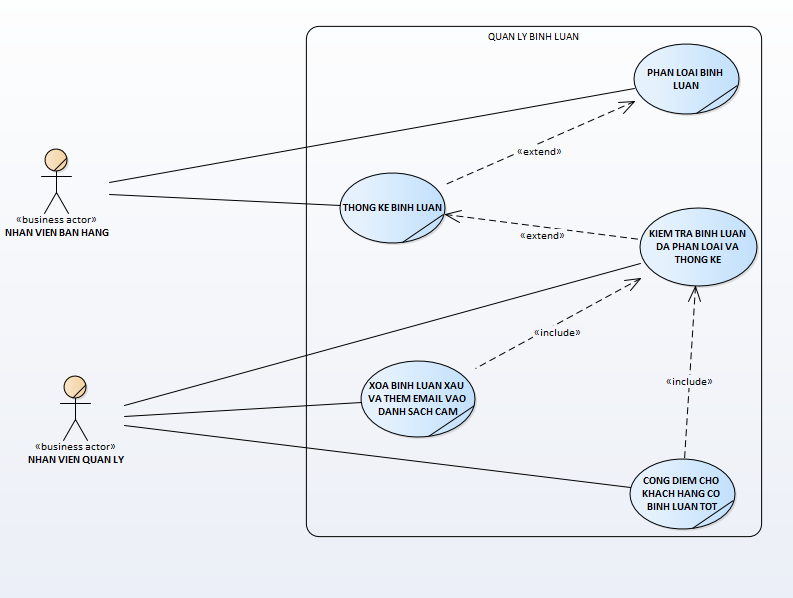 QUAN LY BINH LUAN
PHAN LOAI BINH
LUAN
«extend»
«business actor»
NHAN VIEN BAN HANG
THONG KE BINH LUAN
«extend»
KIEM TRA BINH LUAN
DA PHAN LOAI VA
THONG KE
«include»
XOA BINH LUAN XAU
VA THEM EMAIL VAO
DANH SACH CAM
«include»
«business actor»
NHAN VIEN QUAN LY
CONG DIEM CHO
KHACH HANG CO
BINH LUAN TOT